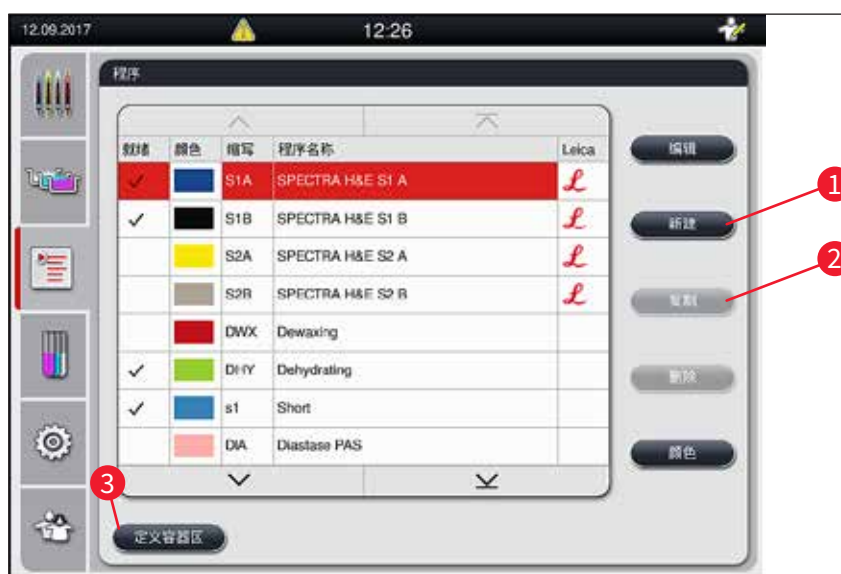 12.09.2017 12:26
程序
就绪 颜色 缩写 程序名称 Leica
S1A SPECTRA H&E S1 A
S1B SPECTRA H&E S1 B
S2A SPECTRA H&E S2 A
S2B SPECTRA H&E S2 B
DWX Dewaxing
DHY Dehydrating
s1 Short
DIA Diastase PAS
编辑
新建
复制
删除
颜色
定义容器区
1
2
3